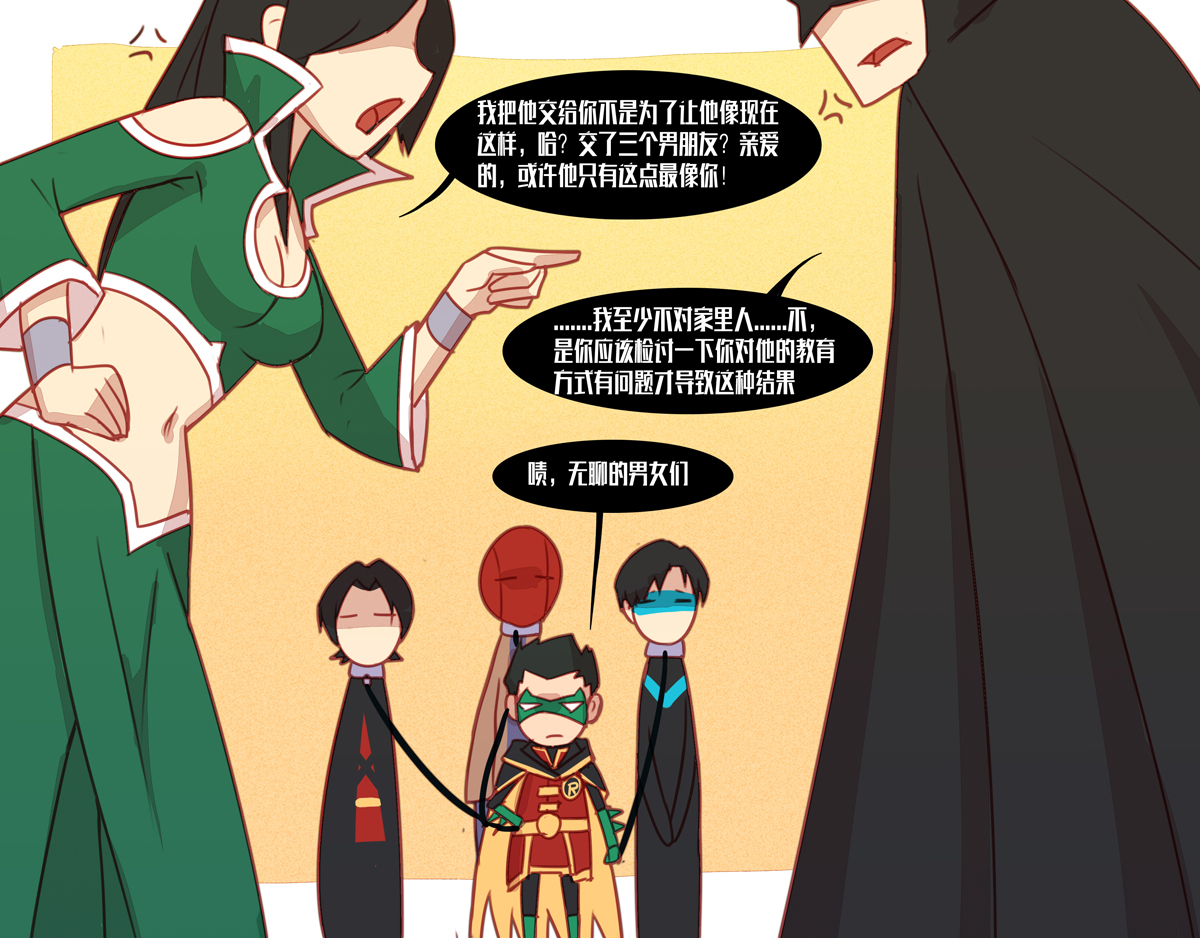 我把他交给你不是为了让他像现在
这样，哈？交了三个男朋友？亲爱
的，或许他只有这点最像你！
.......我至少不对家里人......不，
是你应该检讨一下你对他的教育
方式有问题才导致这种结果
啧，无聊的男女们
R